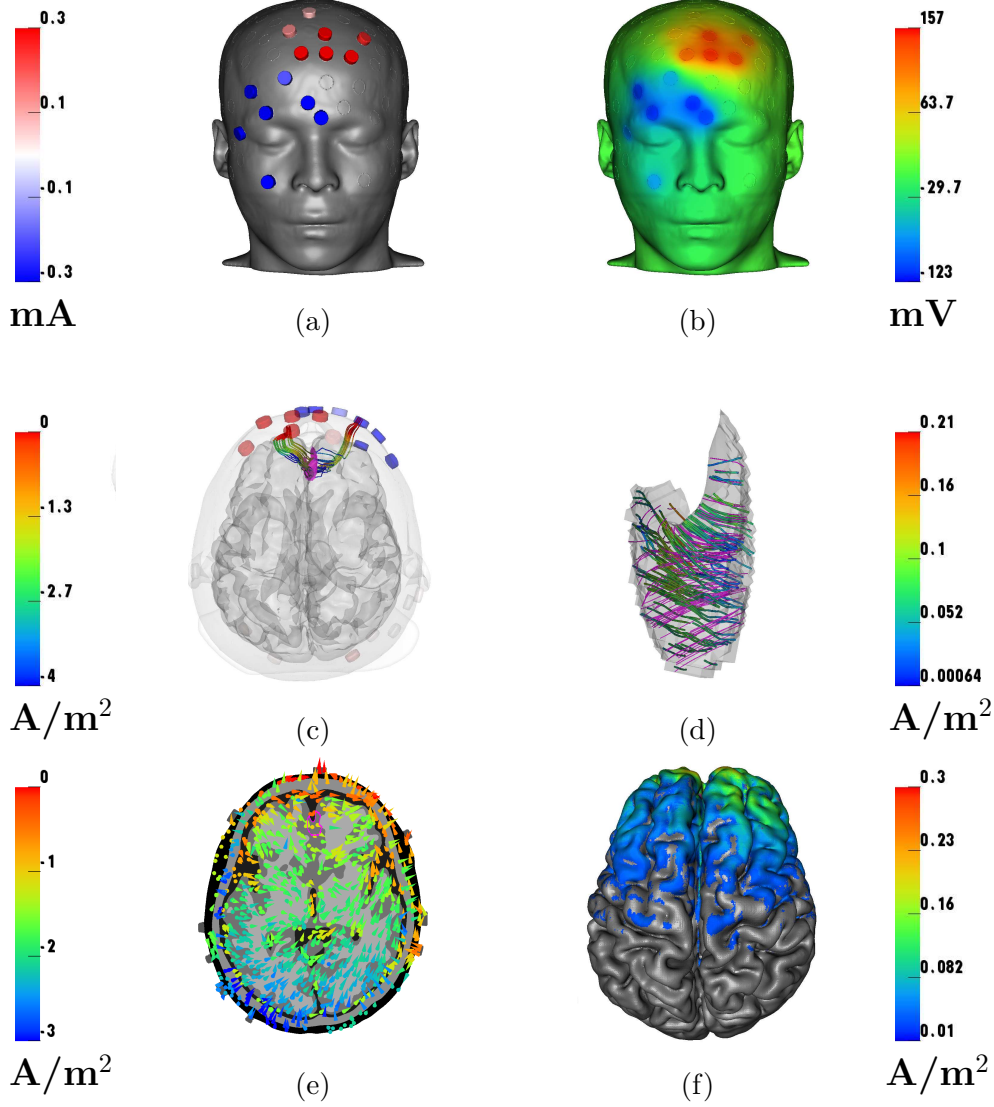 0.3
0.1
-0.1
-0.3
mA
(a)
157
63.7
-29.7
-123
mV
(b)
0
-1.3
-2.7
-4
A/m²
(c)
0.21
0.16
0.1
0.052
0.00064
A/m²
(d)
0
-1
-2
-3
A/m²
(e)
0.3
0.23
0.16
0.082
0.01
A/m²
(f)